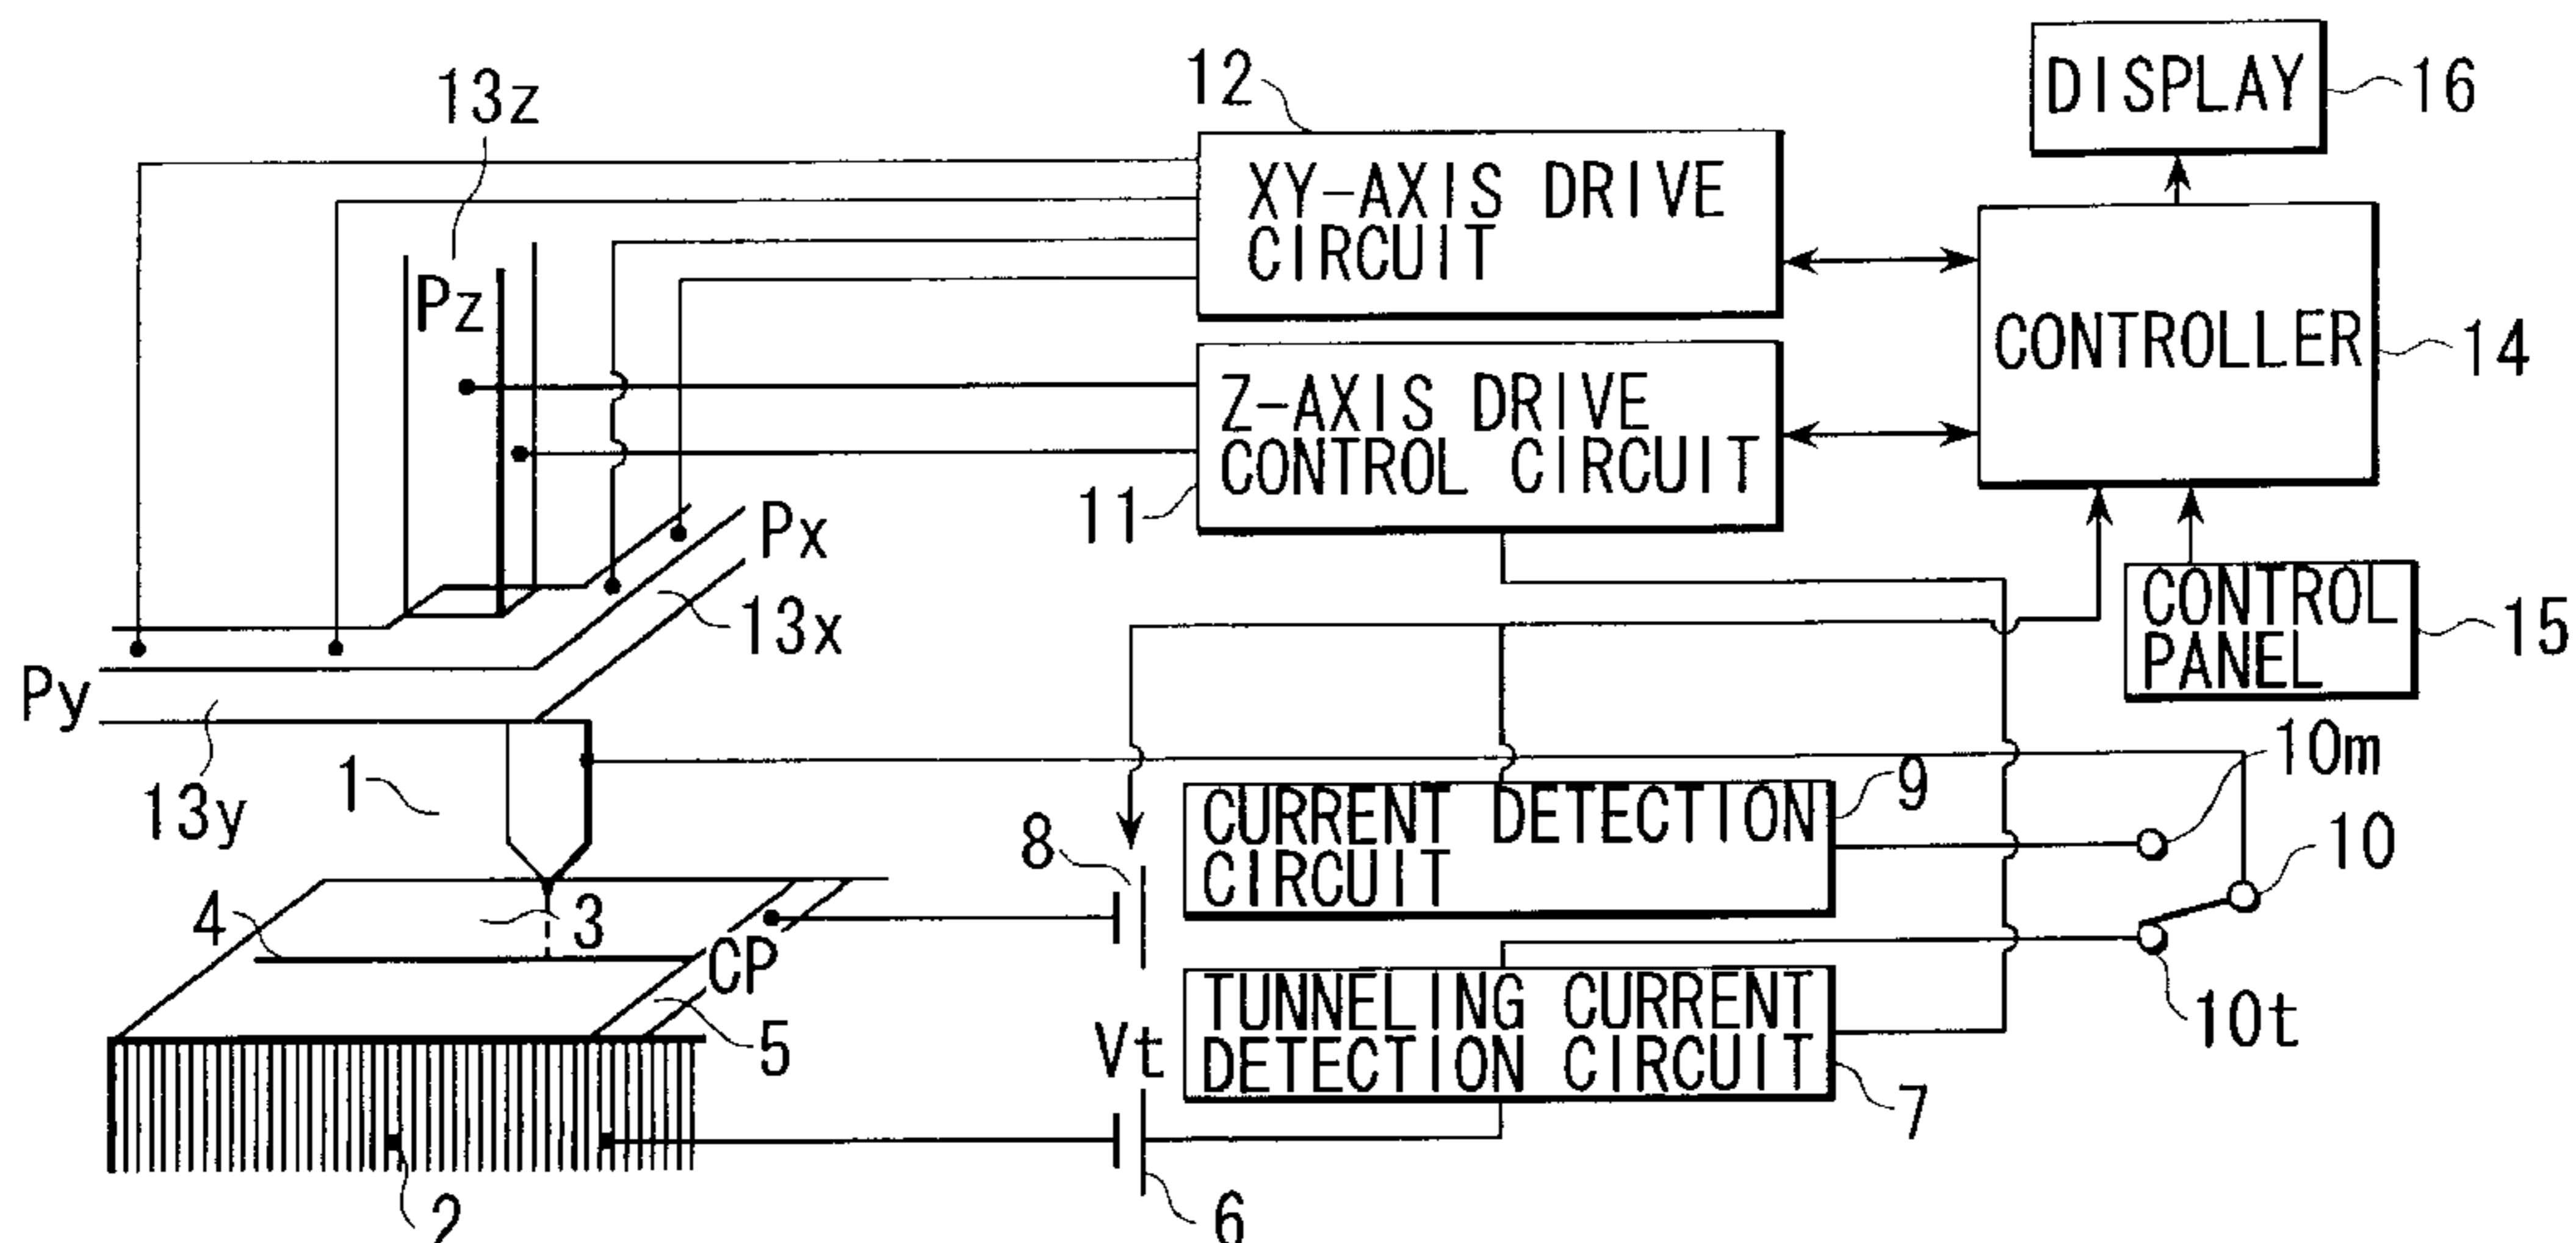 DISPLAY
16
12
13z
XY-AXIS DRIVE
CIRCUIT
Pz
CONTROLLER
14
Z-AXIS DRIVE
CONTROL CIRCUIT
11
Px
13x
CONTROL
PANEL
15
Py
13y
1
10m
9
CURRENT DETECTION
CIRCUIT
8
10
4
3
CP
TUNNELING CURRENT
DETECTION CIRCUIT
10t
5
Vt
7
2
6